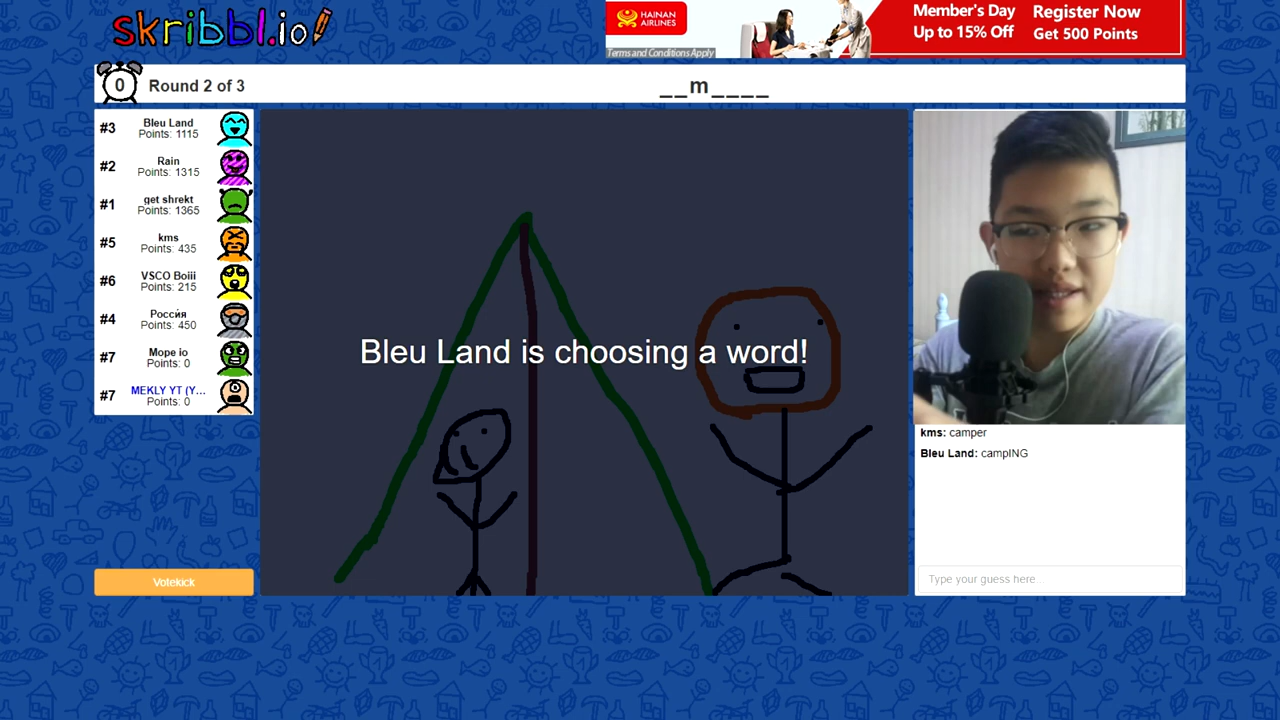 skribbl.io
HAINAN
AIRLINES
Terms and Conditions Apply
Member's Day
Up to 15% Off
Register Now
Get 500 Points
0
Round 2 of 3
__m____
#3
Bleu Land
Points: 1115
#2
Rain
Points: 1315
#1
get shrekt
Points: 1365
#5
kms
Points: 435
#6
VSCO Boiii
Points: 215
#4
Россия
Points: 450
#7
Mope io
Points: 0
#7
MEKLY YT (Y...
Points: 0
Bleu Land is choosing a word!
kms: camper
Bleu Land: campING
Type your guess here...
Votekick